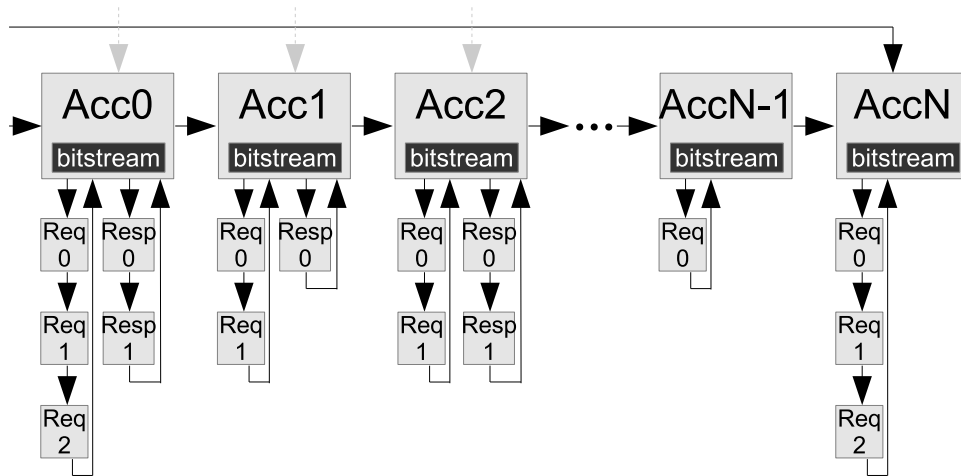 Acc0
bitstream
Acc1
bitstream
Acc2
bitstream
•••
AccN-1
bitstream
AccN
bitstream
Req
0
Resp
0
Req
0
Resp
0
Req
0
Resp
0
Req
0
Req
0
Req
1
Resp
1
Req
1
Req
1
Resp
1
Req
1
Req
2
Req
2